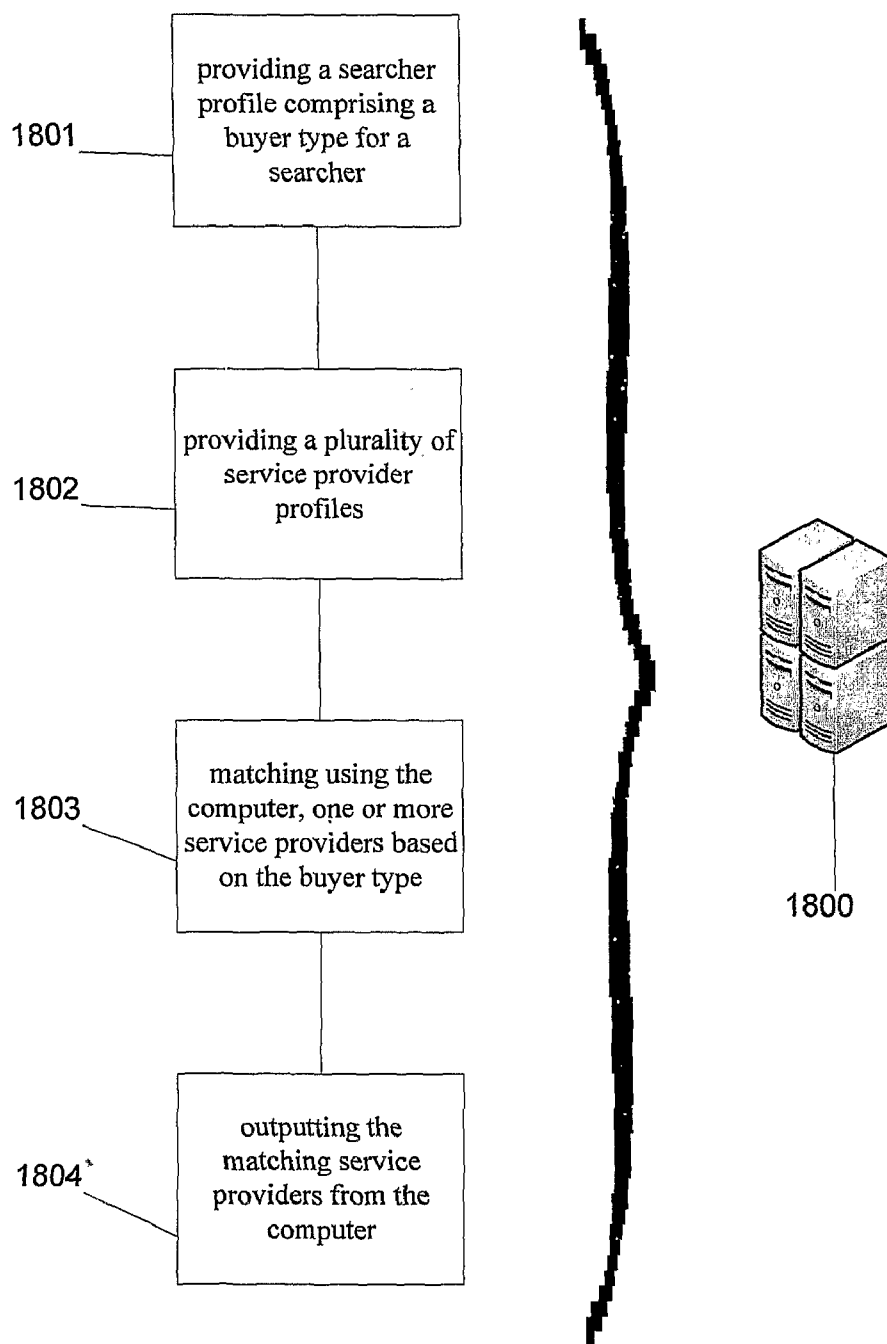 providing a searcher
profile comprising a
buyer type for a
searcher
1801
providing a plurality of
service provider
profiles
1802
matching using the
computer, one or more
service providers based
on the buyer type
1803
1800
outputting the
matching service
providers from the
computer
1804